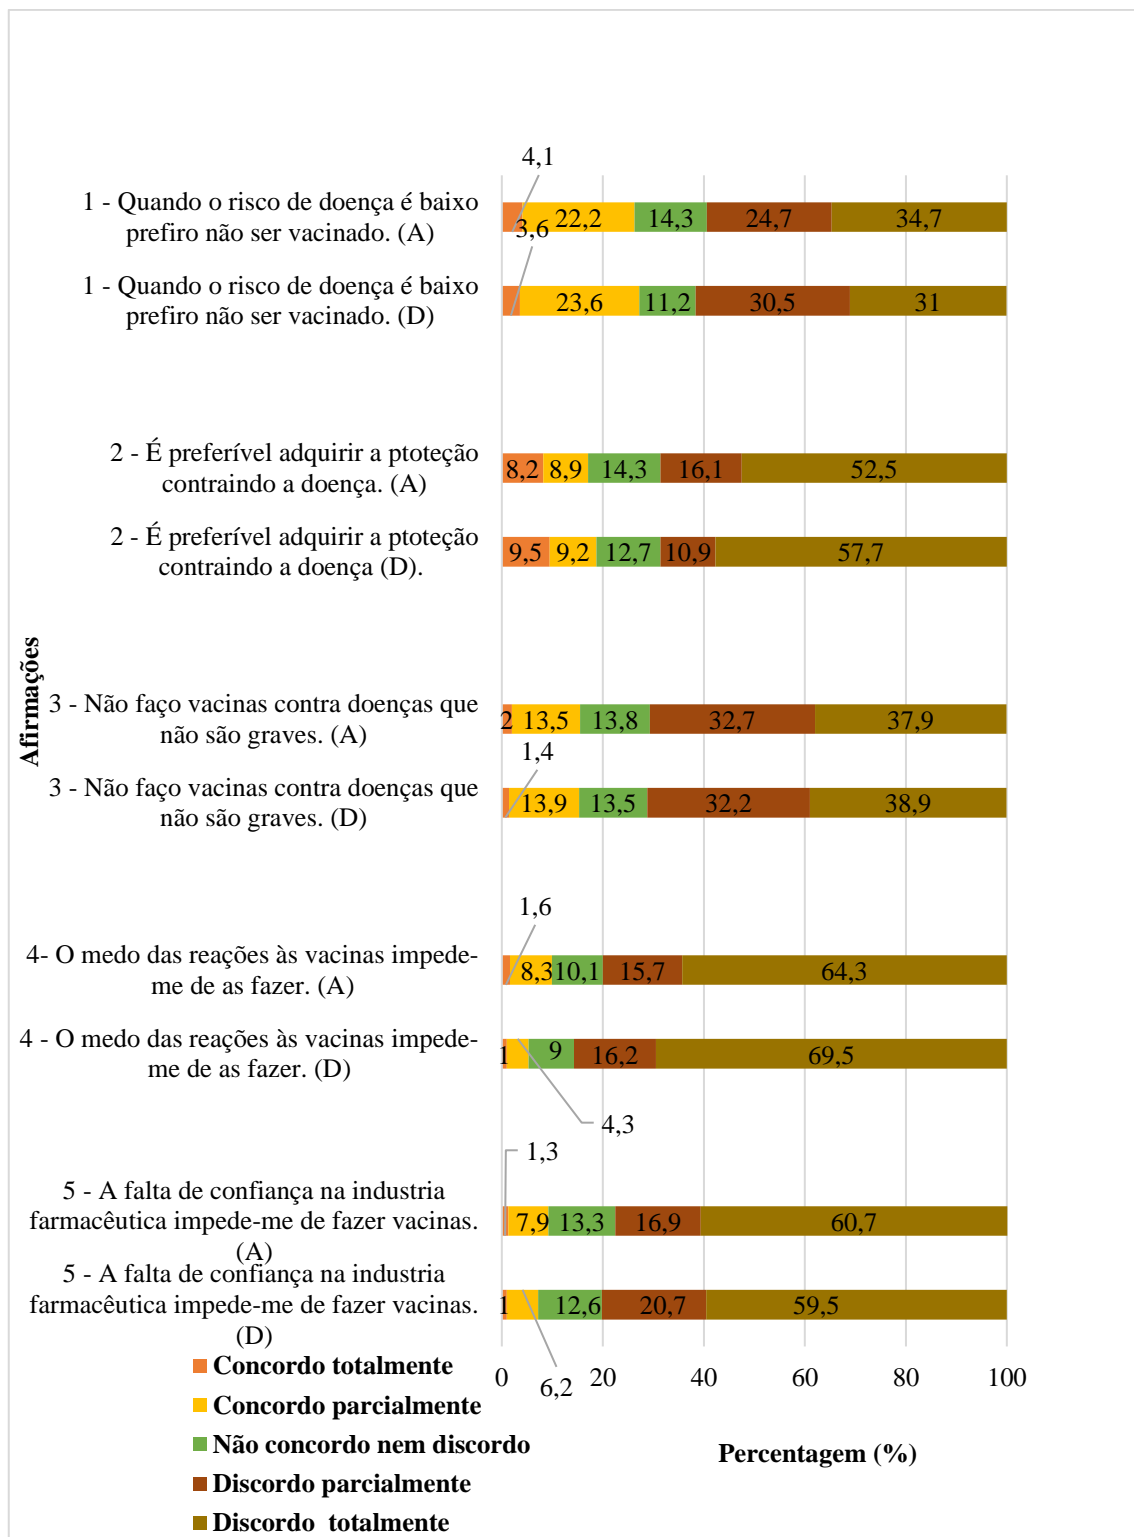 4,1
1 - Quando o risco de doença é baixo
prefiro não ser vacinado. (A)
22,2 14,3 24,7 34,7
3,6
1 - Quando o risco de doença é baixo
prefiro não ser vacinado. (D)
23,6 11,2 30,5 31
2 - É preferível adquirir a ptoteção
contraindo a doença. (A)
8,2 8,9 14,3 16,1 52,5
2 - É preferível adquirir a ptoteção
contraindo a doença (D).
9,5 9,2 12,7 10,9 57,7
Afirmações
3 - Não faço vacinas contra doenças que
não são graves. (A)
2 13,5 13,8 32,7 37,9
1,4
3 - Não faço vacinas contra doenças que
não são graves. (D)
13,9 13,5 32,2 38,9
1,6
4- O medo das reações às vacinas impede-
me de as fazer. (A)
8,3 10,1 15,7 64,3
4 - O medo das reações às vacinas impede-
me de as fazer. (D)
1 9 16,2 69,5
4,3
1,3
5 - A falta de confiança na industria
farmacêutica impede-me de fazer vacinas.
(A)
7,9 13,3 16,9 60,7
5 - A falta de confiança na industria
farmacêutica impede-me de fazer vacinas.
(D)
1 12,6 20,7 59,5
6,2
0 20 40 60 80 100
Percentagem (%)
Concordo totalmente
Concordo parcialmente
Não concordo nem discordo
Discordo parcialmente
Discordo  totalmente